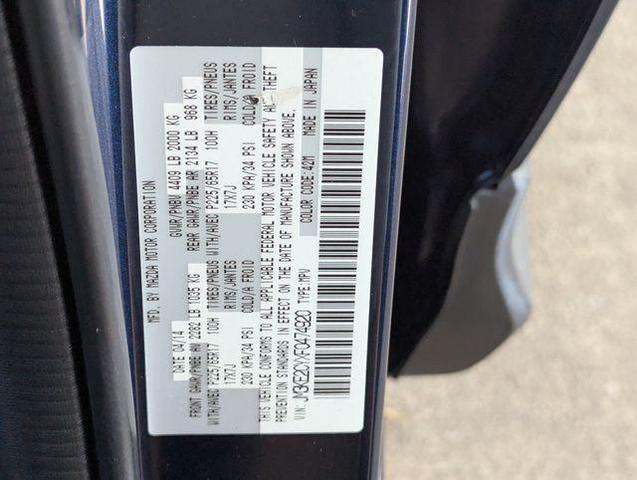 MFD. BY MAZDA MOTOR CORPORATION
DATE 04/14 GVWR/PNBV 4409 LB 2000 KG
FRONT GAWR/PNBE AV 2282 LB 1035 KG REAR GAWR/PNBE AR 2134 LB 968 KG
WITH/AVEC P225/65R17 100H TIRES/PNEUS WITH/AVEC P225/65R17 100H TIRES/PNEUS
17X7J RIMS/JANTES 17X7J RIMS/JANTES
230 KPA/34 PSI COLD/A FROID 230 KPA/34 PSI COLD/A FROID
THIS VEHICLE CONFORMS TO ALL APPLICABLE FEDERAL MOTOR VEHICLE SAFETY AND THEFT
PREVENTION STANDARDS IN EFFECT ON THE DATE OF MANUFACTURE SHOWN ABOVE.
VIN: JM3KE2CYXF0474920 TYPE: MPV COLOR CODE: 42M MADE IN JAPAN